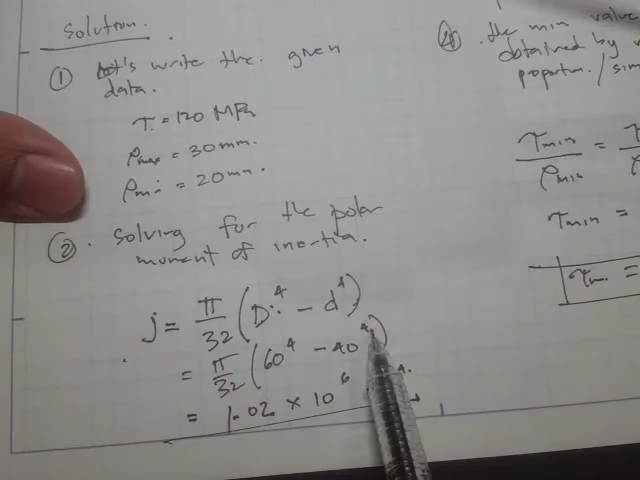 Solution.
① Let's write the given
data.
τ = 120 MPa
ρmax = 30mm.
ρmin = 20mm.
② . Solving for the polar
moment of inertia.
J = π/32 (D⁴ - d⁴)
= π/32 (60⁴ - 40⁴)
= 1.02 × 10⁶
④ . the min value
obtained by
proportion. /
τmin / ρmin =
τmin =
τm. =